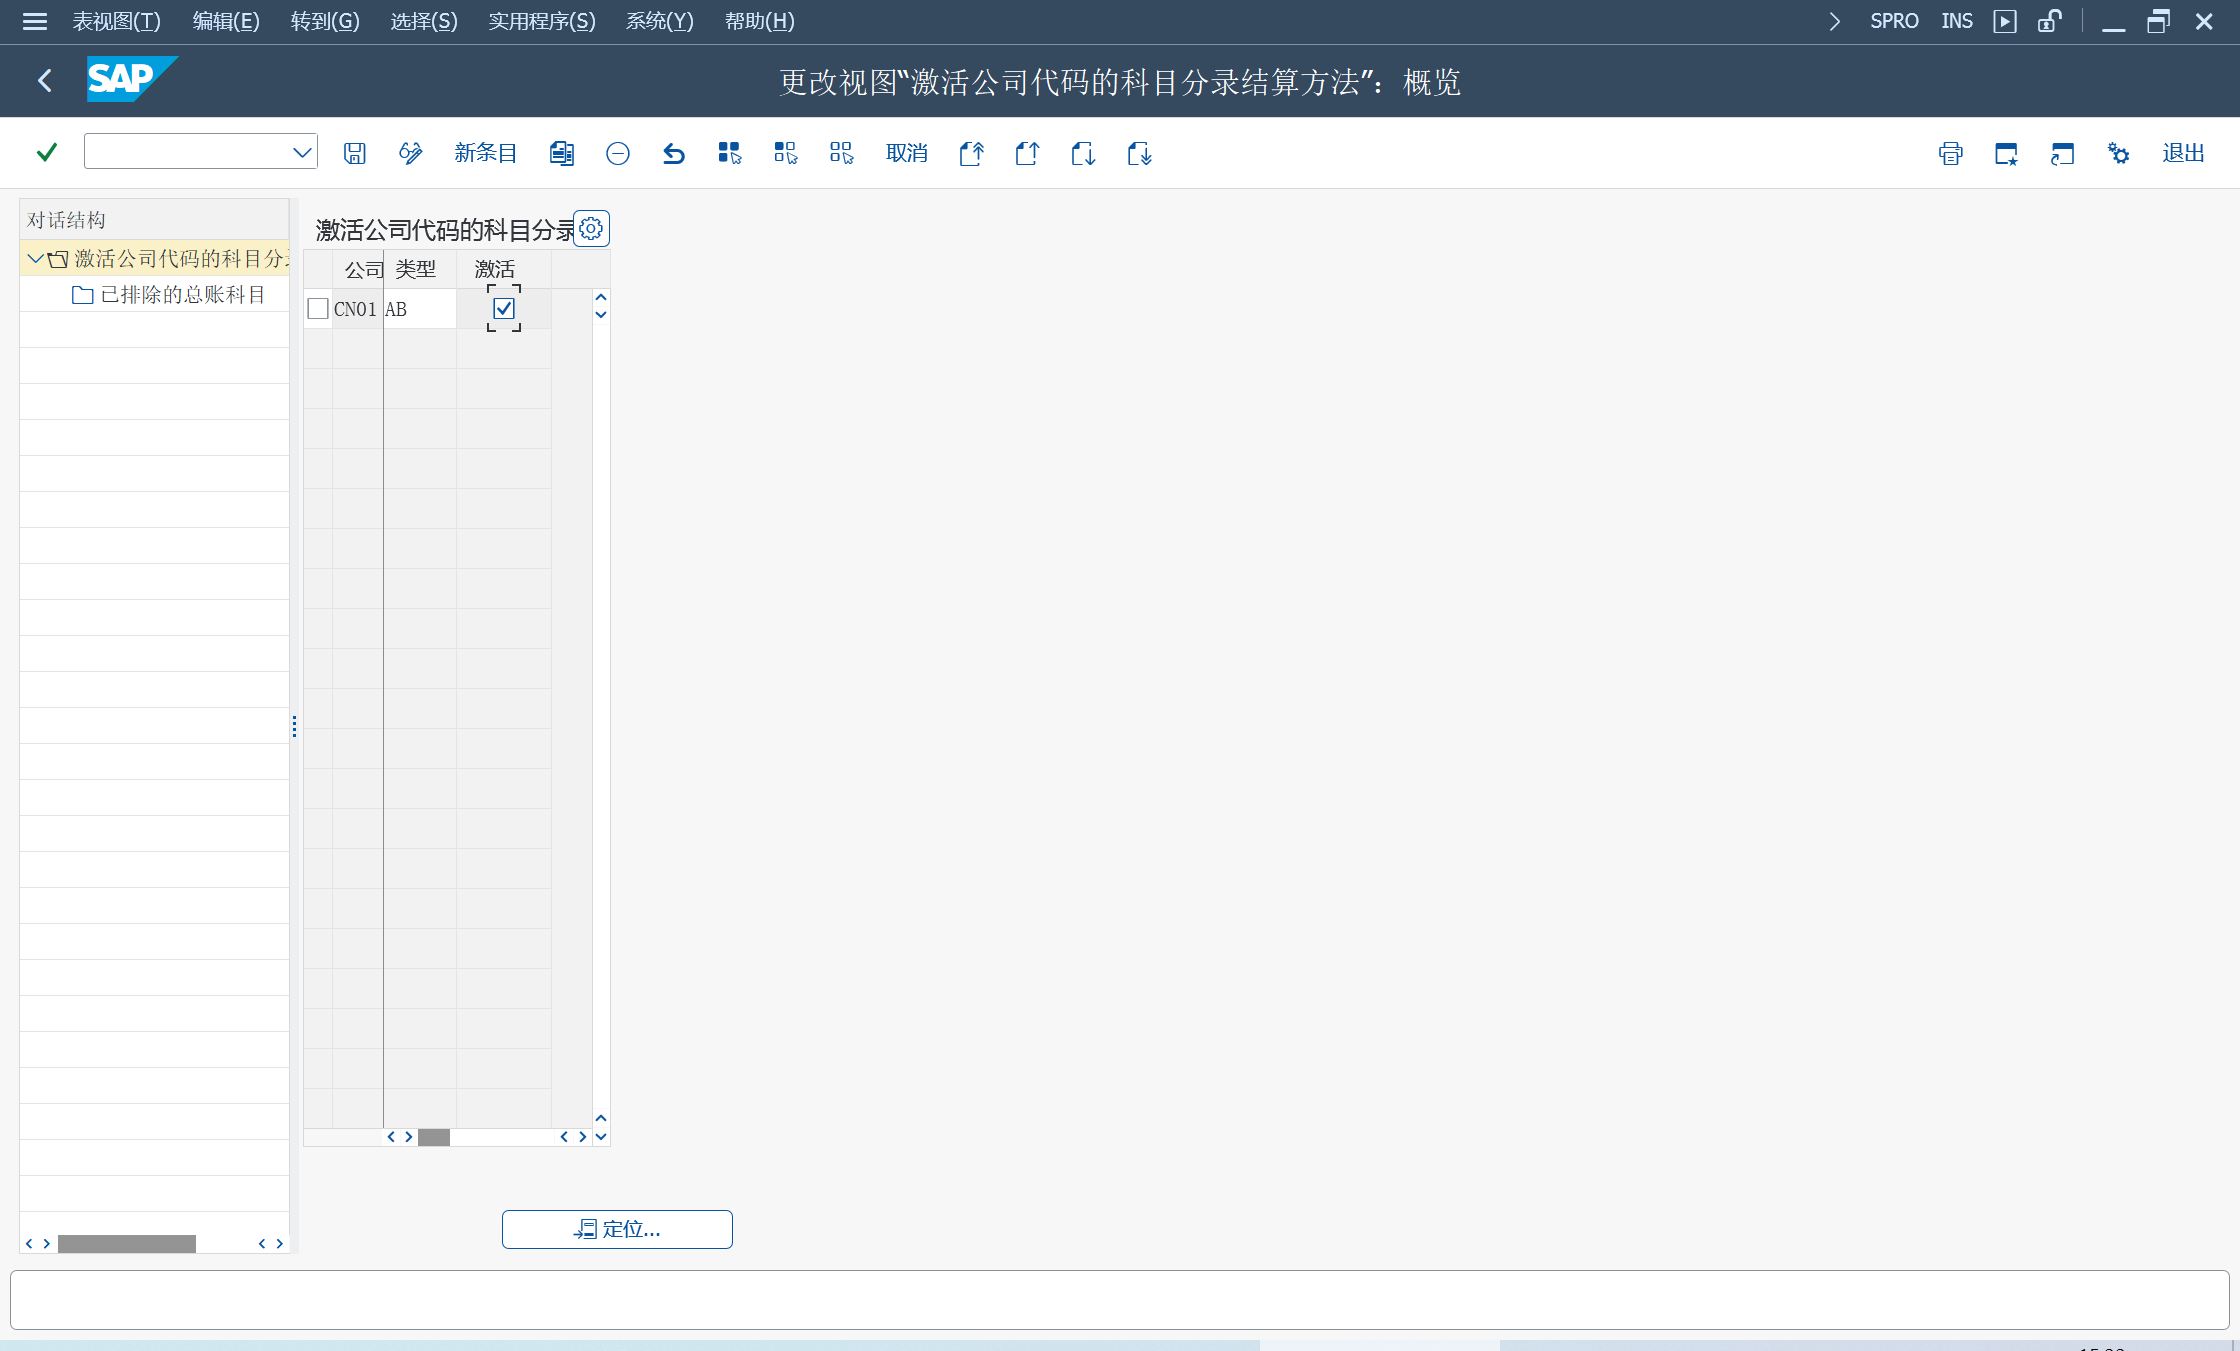 表视图(T) 编辑(E) 转到(G) 选择(S) 实用程序(S) 系统(Y) 帮助(H) SPRO INS
SAP 更改视图“激活公司代码的科目分录结算方法”：概览
新条目 取消 退出
对话结构
激活公司代码的科目分
已排除的总账科目
激活公司代码的科目分录
公司 类型 激活
CN01 AB
定位...